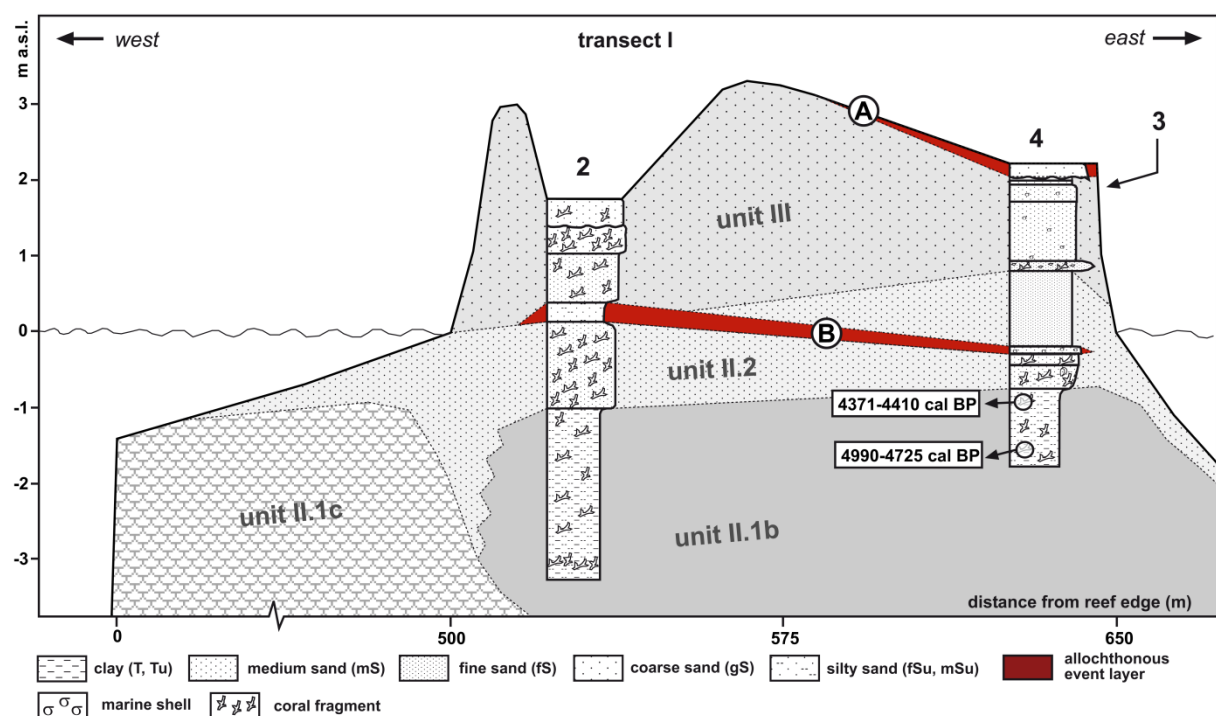 west
transect I
east
m a.s.l.
3
2
1
0
-1
-2
-3
A
4
3
2
unit III
B
unit II.2
4371-4410 cal BP
4990-4725 cal BP
unit II.1c
unit II.1b
distance from reef edge (m)
0
500
575
650
clay (T, Tu)
medium sand (mS)
fine sand (fS)
coarse sand (gS)
silty sand (fSu, mSu)
allochthonous
event layer
marine shell
coral fragment